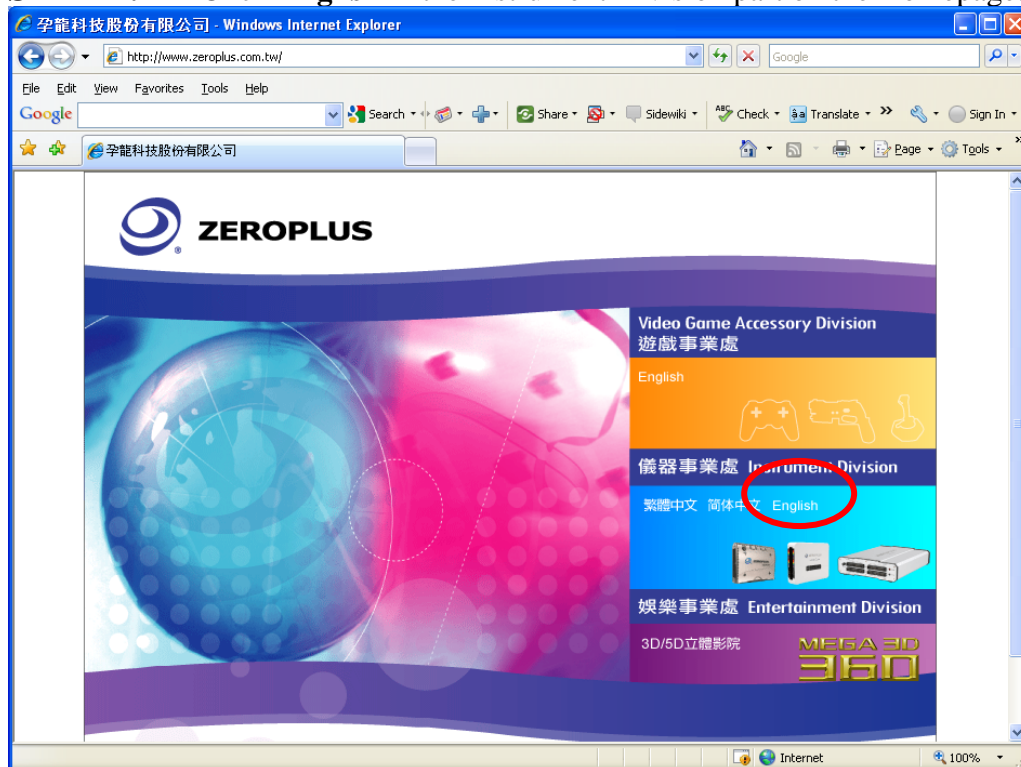 孕龍科技股份有限公司 - Windows Internet Explorer
http://www.zeroplus.com.tw/
Google
File Edit View Favorites Tools Help
Google Search Share Sidewiki Check Translate Sign In
孕龍科技股份有限公司 Page Tools
ZEROPLUS
Video Game Accessory Division
遊戲事業處
English
儀器事業處 Instrument Division
繁體中文 简体中文 English
娛樂事業處 Entertainment Division
3D/5D立體影院 MEGA 3D
360
Internet 100%